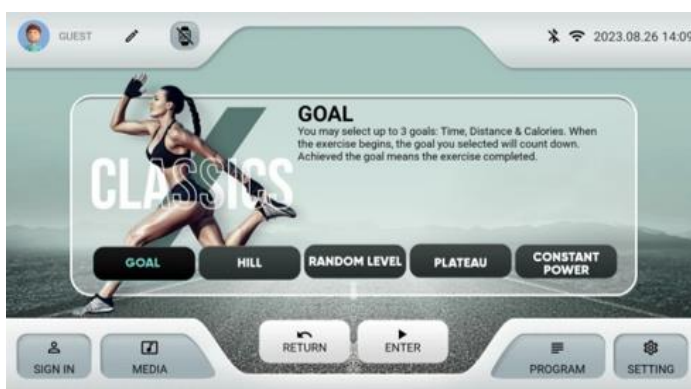 GUEST
2023.08.26 14:09
GOAL
You may select up to 3 goals: Time, Distance & Calories. When
the exercise begins, the goal you selected will count down.
Achieved the goal means the exercise completed.
CLASSICS
X
GOAL
HILL
RANDOM LEVEL
PLATEAU
CONSTANT
POWER
SIGN IN
MEDIA
RETURN
ENTER
PROGRAM
SETTING